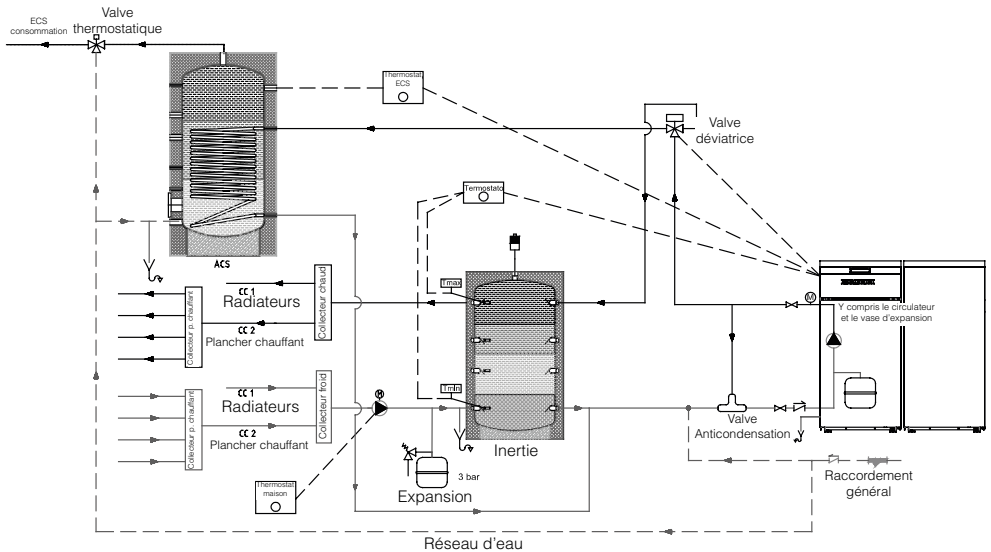 ECS
consommation
Valve
thermostatique
Thermostat
ECS
Valve
déviatrice
Termostato
ACS
Tmax
CC 1
Radiateurs
Collecteur chaud
Collecteur p. chauffant
CC 2
Plancher chauffant
M
Y compris le circulateur
et le vase d'expansion
Tmin
CC 1
Radiateurs
Collecteur froid
Collecteur p. chauffant
CC 2
Plancher chauffant
M
Valve
Anticondensation
Inertie
Thermostat
maison
3 bar
Expansion
Raccordement
général
Réseau d'eau